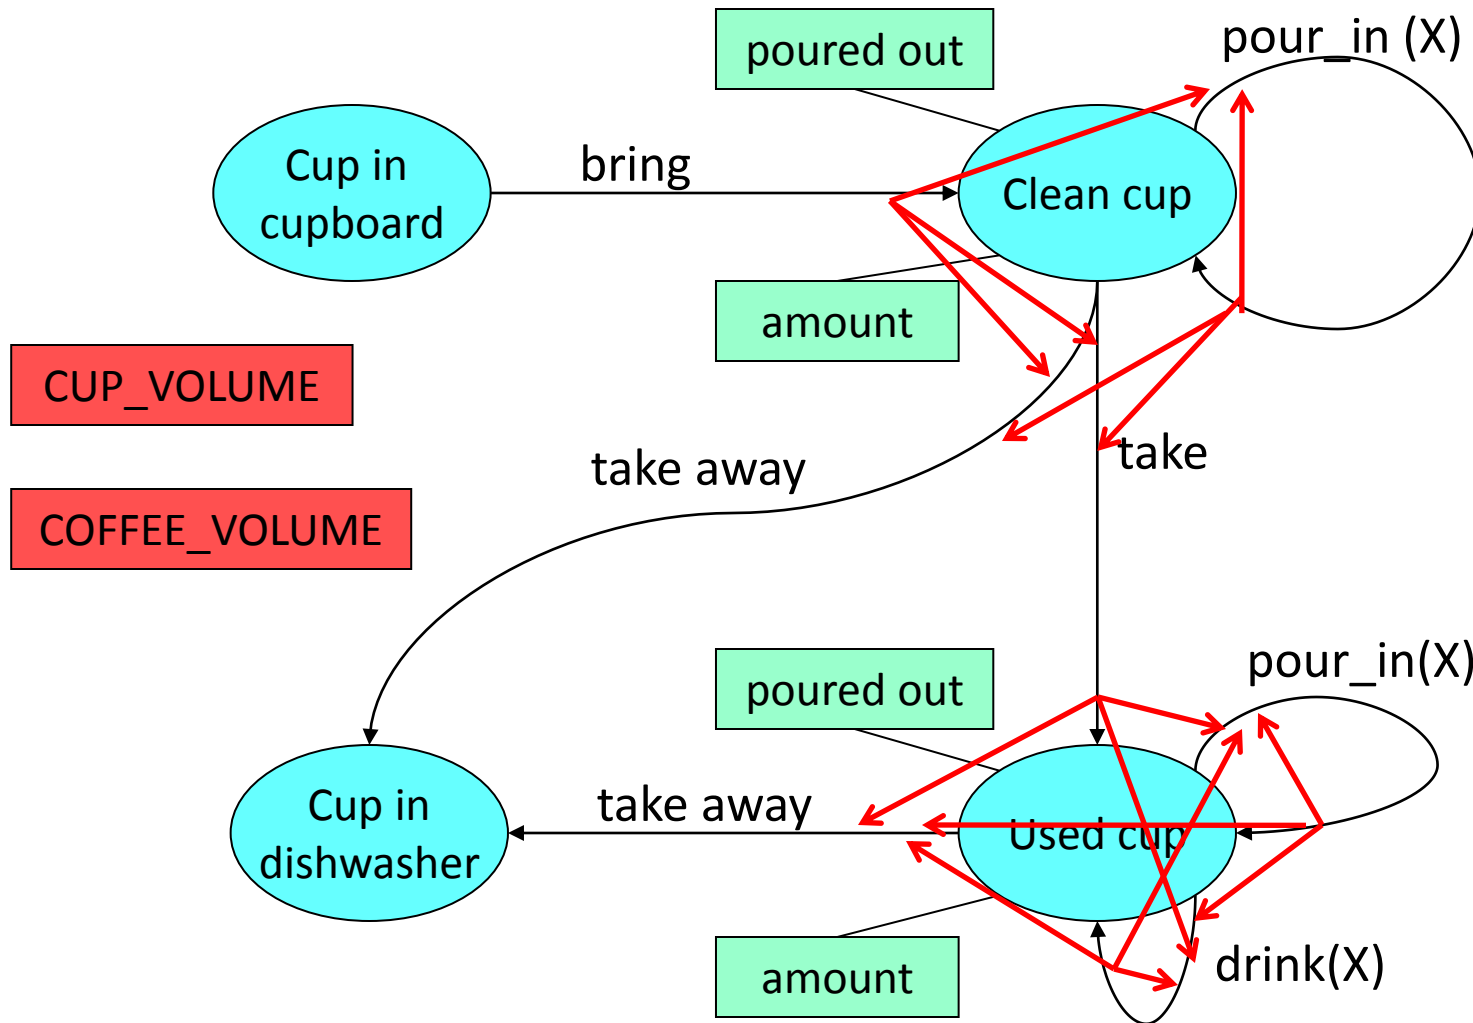 poured out
pour_in (X)
Cup in
cupboard
bring
Clean cup
amount
CUP_VOLUME
take away
take
COFFEE_VOLUME
poured out
pour_in(X)
Cup in
dishwasher
take away
Used cup
amount
drink(X)